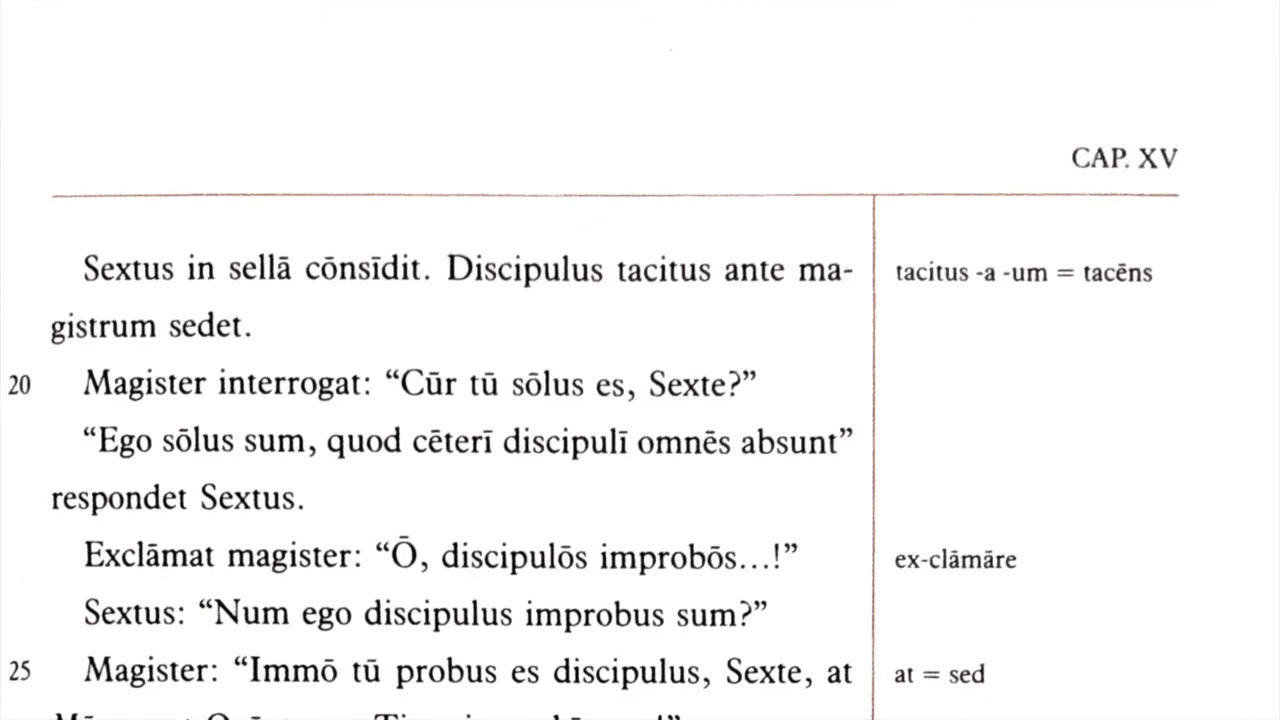 CAP. XV
Sextus in sellā cōnsīdit. Discipulus tacitus ante ma-
gistrum sedet.
20 Magister interrogat: “Cūr tū sōlus es, Sexte?”
“Ego sōlus sum, quod cēterī discipulī omnēs absunt”
respondet Sextus.
Exclāmat magister: “Ō, discipulōs improbōs...!”
Sextus: “Num ego discipulus improbus sum?”
25 Magister: “Immō tū probus es discipulus, Sexte, at
tacitus -a -um = tacēns
ex-clāmāre
at = sed